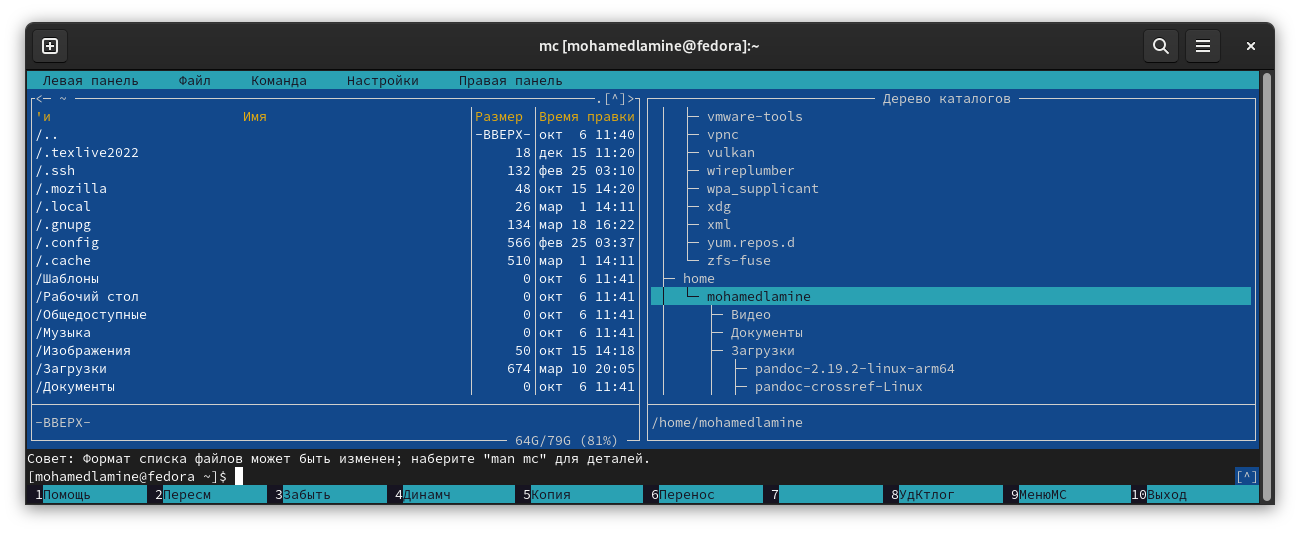 mc [mohamedlamine@fedora]:~
Левая панель Файл Команда Настройки Правая панель
<─ ~ .[^]> Дерево каталогов
'и Имя Размер Время правки vmware-tools
/.. -ВВЕРХ- окт 6 11:40 vpnc
/.texlive2022 18 дек 15 11:20 vulkan
/.ssh 132 фев 25 03:10 wireplumber
/.mozilla 48 окт 15 14:20 wpa_supplicant
/.local 26 мар 1 14:11 xdg
/.gnupg 134 мар 18 16:22 xml
/.config 566 фев 25 03:37 yum.repos.d
/.cache 510 мар 1 14:11 zfs-fuse
/Шаблоны 0 окт 6 11:41 home
/Рабочий стол 0 окт 6 11:41 mohamedlamine
/Общедоступные 0 окт 6 11:41 Видео
/Музыка 0 окт 6 11:41 Документы
/Изображения 50 окт 15 14:18 Загрузки
/Загрузки 674 мар 10 20:05 pandoc-2.19.2-linux-arm64
/Документы 0 окт 6 11:41 pandoc-crossref-Linux
-ВВЕРХ- /home/mohamedlamine
64G/79G (81%)
Совет: Формат списка файлов может быть изменен; наберите "man mc" для деталей.
[mohamedlamine@fedora ~]$ [^]
1Помощь 2Пересм 3Забыть 4Динамч 5Копия 6Перенос 7 8УдКтлог 9МенюMC 10Выход